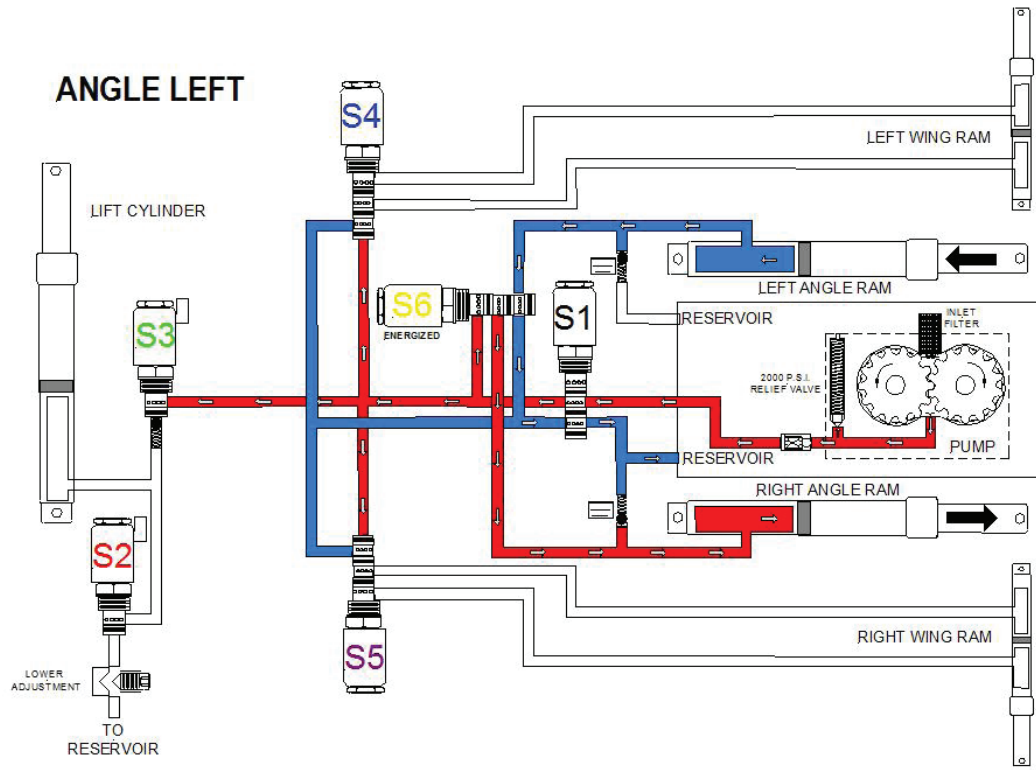 ANGLE LEFT
S4
LEFT WING RAM
LIFT CYLINDER
S6
ENERGIZED
S1
LEFT ANGLE RAM
RESERVOIR
INLET
FILTER
S3
2000 P.S.I.
RELIEF VALVE
PUMP
RESERVOIR
RIGHT ANGLE RAM
S2
S5
RIGHT WING RAM
LOWER
ADJUSTMENT
TO
RESERVOIR